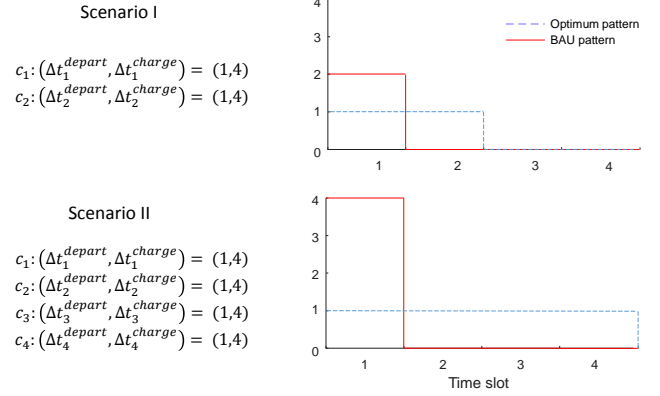 Scenario I
c₁: (Δt₁^depart, Δt₁^charge) = (1,4)
c₂: (Δt₂^depart, Δt₂^charge) = (1,4)
4
3
2
1
0
Optimum pattern
BAU pattern
1 2 3 4
Scenario II
c₁: (Δt₁^depart, Δt₁^charge) = (1,4)
c₂: (Δt₂^depart, Δt₂^charge) = (1,4)
c₃: (Δt₃^depart, Δt₃^charge) = (1,4)
c₄: (Δt₄^depart, Δt₄^charge) = (1,4)
4
3
2
1
0
1 2 3 4
Time slot